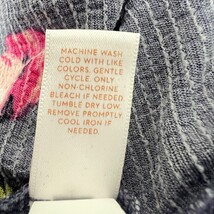 MACHINE WASH
COLD WITH LIKE
COLORS, GENTLE
CYCLE. ONLY
NON-CHLORINE
BLEACH IF NEEDED
TUMBLE DRY LOW.
REMOVE PROMPTLY.
COOL IRON IF
NEEDED.